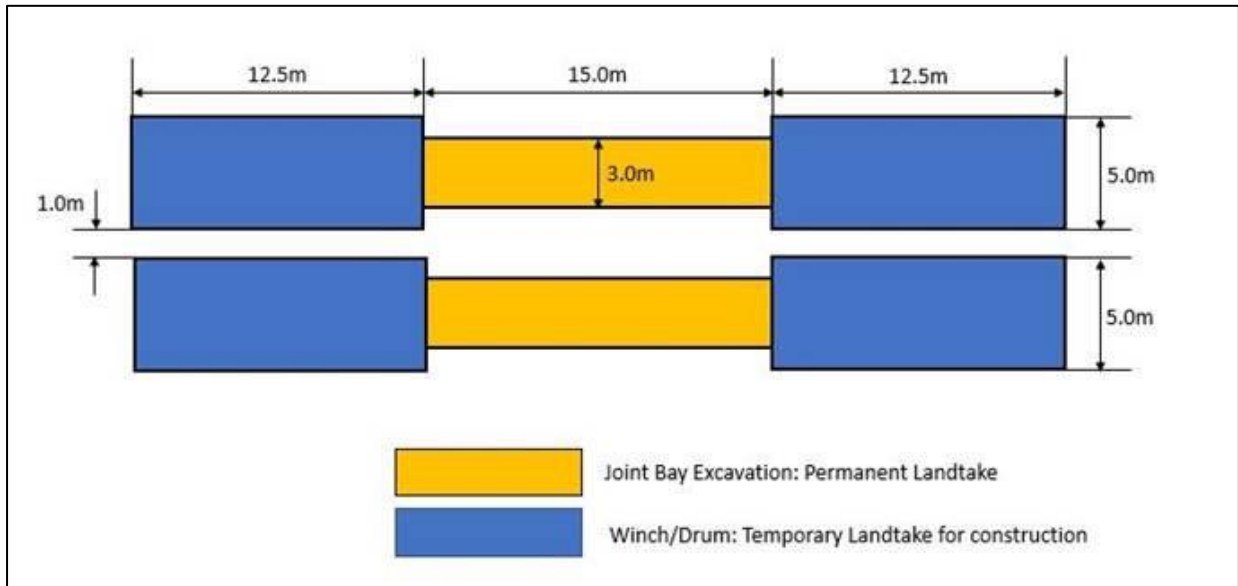 12.5m
15.0m
12.5m
3.0m
5.0m
1.0m
5.0m
Joint Bay Excavation: Permanent Landtake
Winch/Drum: Temporary Landtake for construction